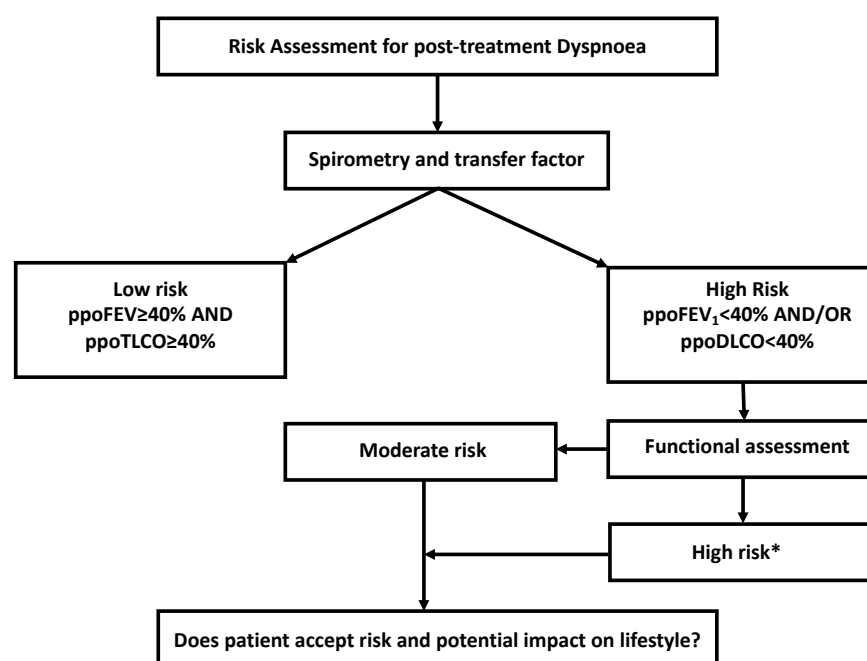 Risk Assessment for post-treatment Dyspnoea
Spirometry and transfer factor
Low risk
ppoFEV≥40% AND
ppoTLCO≥40%
High Risk
ppoFEV₁<40% AND/OR
ppoDLCO<40%
Moderate risk
Functional assessment
High risk*
Does patient accept risk and potential impact on lifestyle?